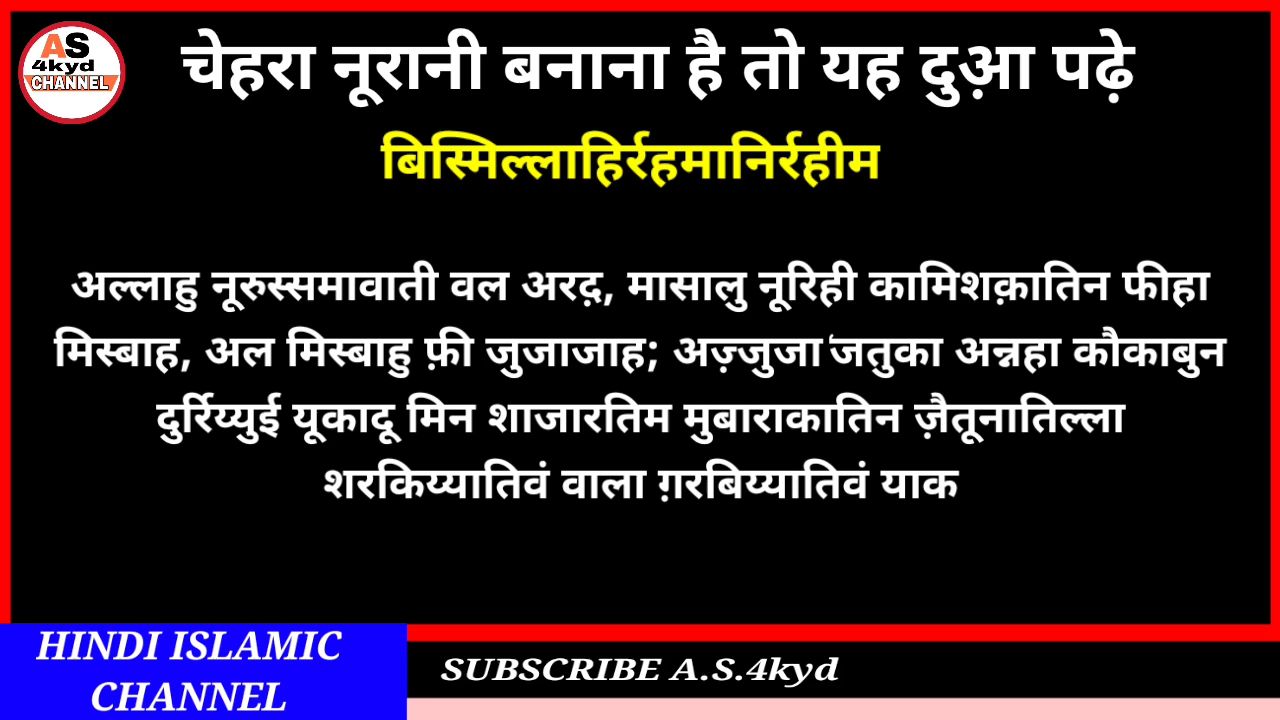 AS
4kyd
CHANNEL
चेहरा नूरानी बनाना है तो यह दुआ़ पढ़े
बिस्मिल्लाहिर्रहमानिर्रहीम
अल्लाहु नूरुस्समावाती वल अरद़, मासालु नूरिही कामिशक़ातिन फीहा
मिस्बाह, अल मिस्बाहु फ़ी जुजाजाह; अज़्जुजा‘जतुका अन्नहा कौकाबुन
दुर्रिय्युई यूकादू मिन शाजारतिम मुबाराकातिन ज़ैतूनातिल्ला
शरकिय्यातिवं वाला ग़रबिय्यातिवं याक
HINDI ISLAMIC
CHANNEL
SUBSCRIBE A.S.4kyd